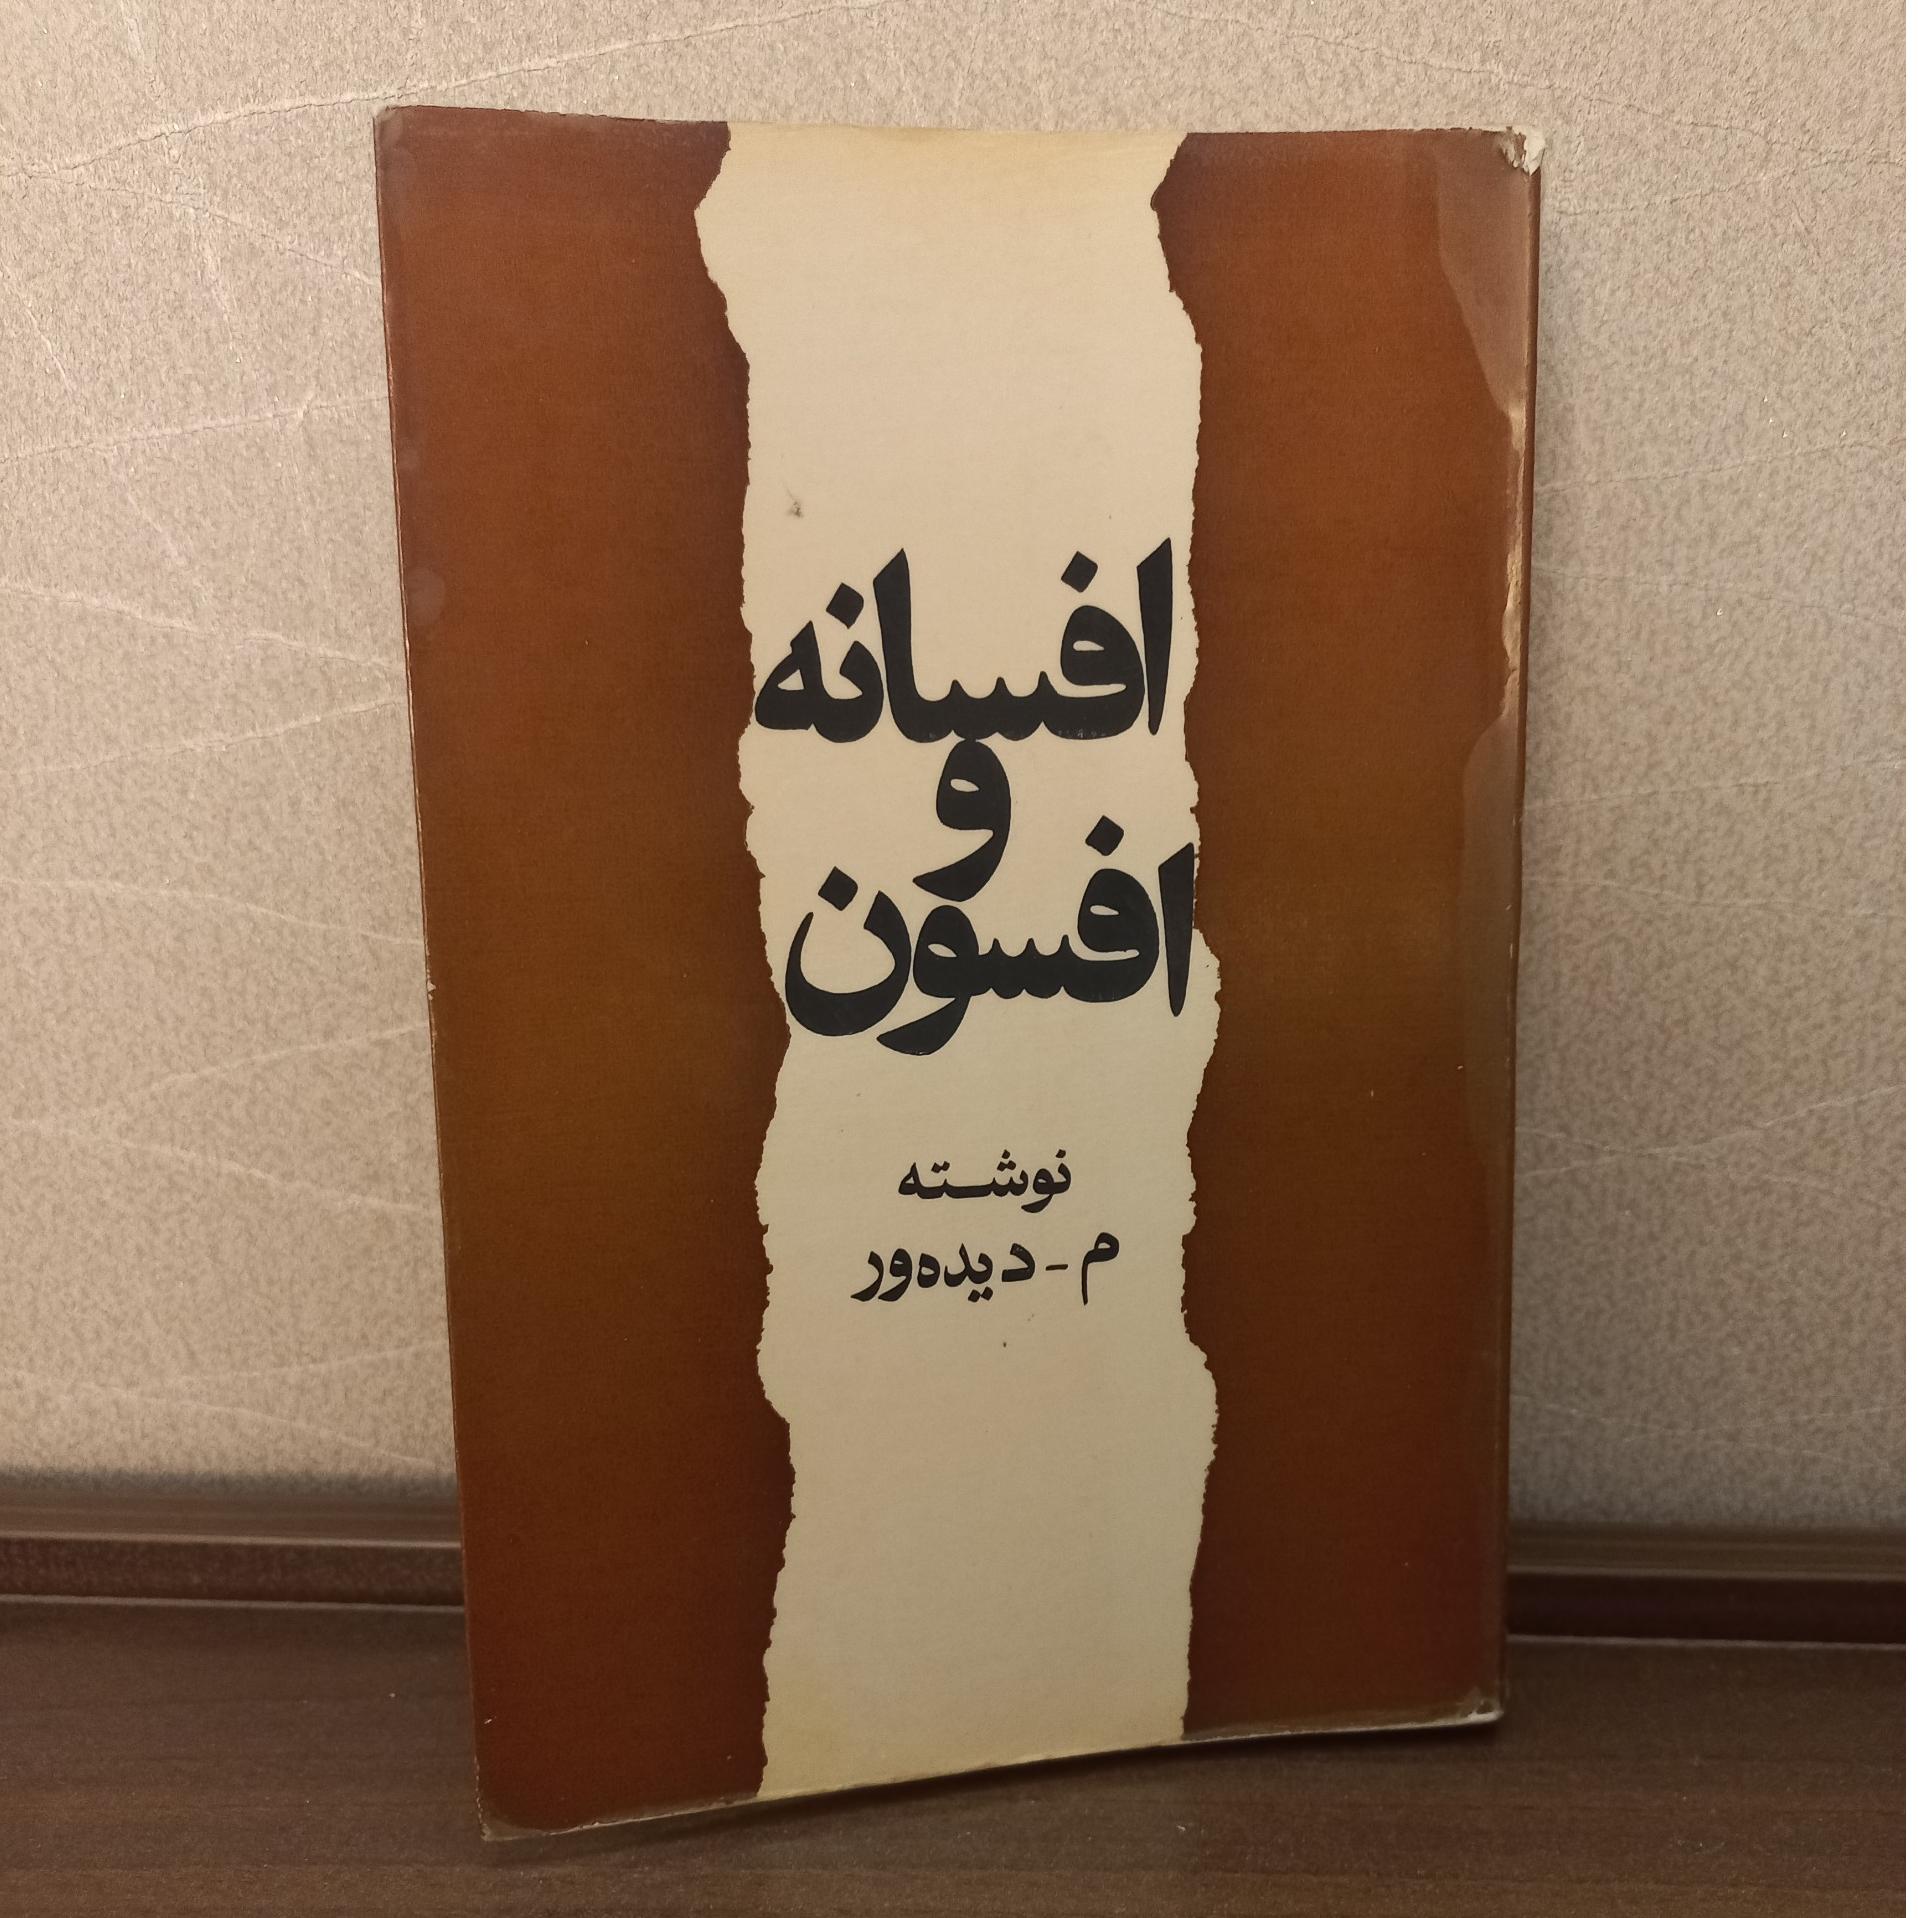 افسانه
و
افسون
نوشته
م - دیده‌ور